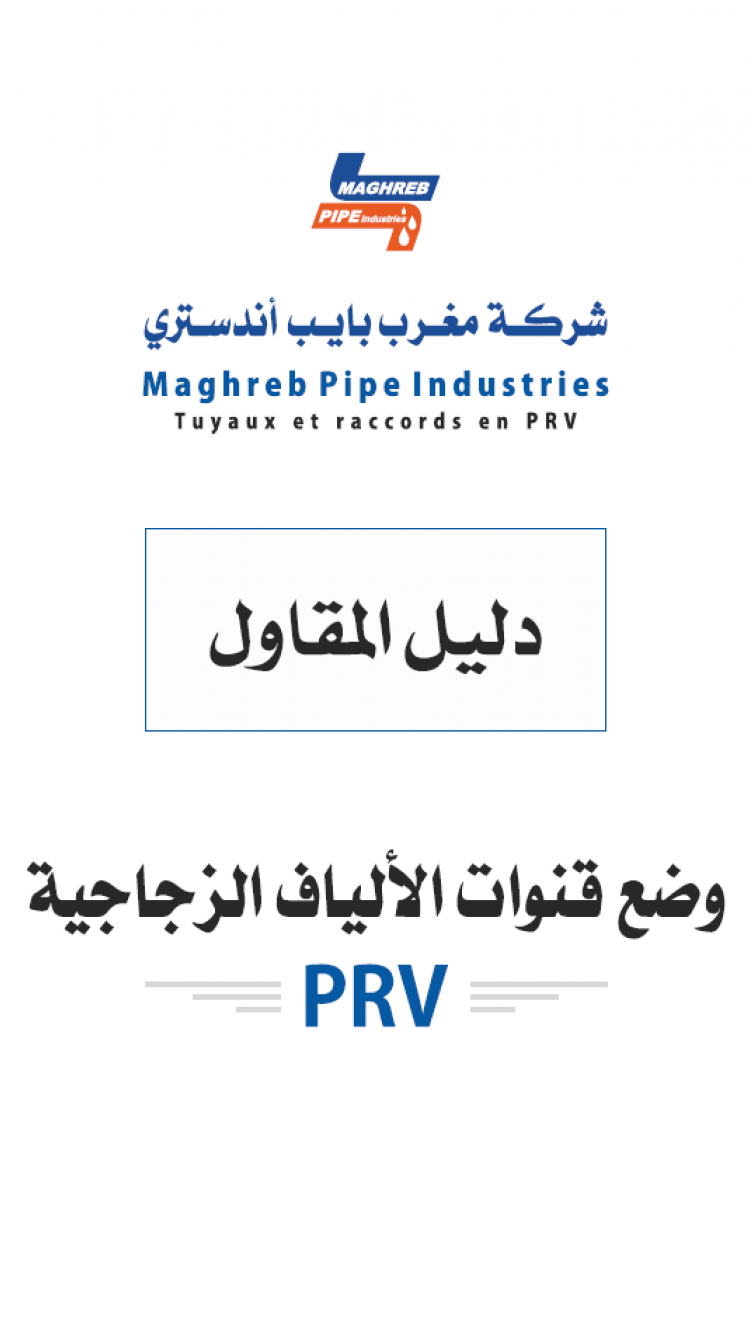 MAGHREB
PIPE Industries
شركة مغرب بايب أندستري
Maghreb Pipe Industries
Tuyaux et raccords en PRV
دليل المقاول
وضع قنوات الألياف الزجاجية
PRV